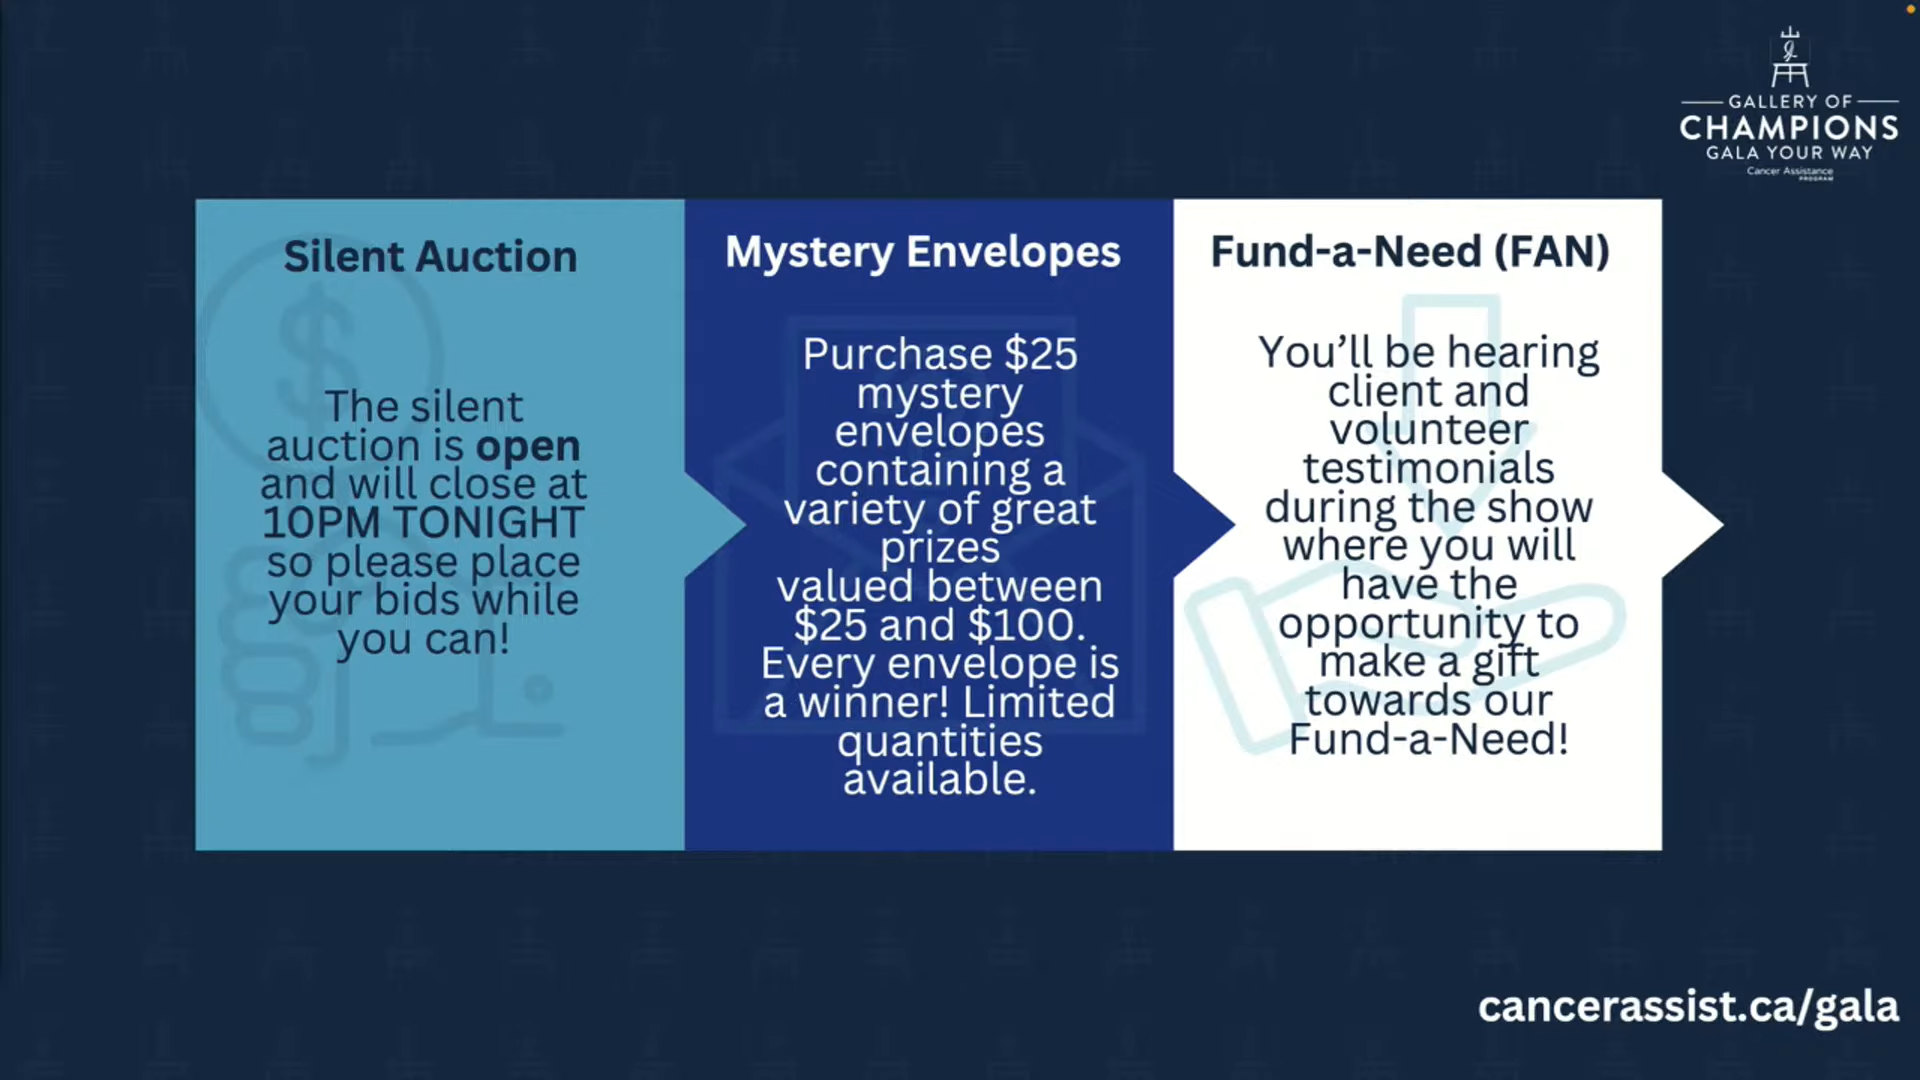 GALLERY OF
CHAMPIONS
GALA YOUR WAY
Cancer Assistance
PROGRAM
Silent Auction
The silent
auction is open
and will close at
10PM TONIGHT
so please place
your bids while
you can!
Mystery Envelopes
Purchase $25
mystery
envelopes
containing a
variety of great
prizes
valued between
$25 and $100.
Every envelope is
a winner! Limited
quantities
available.
Fund-a-Need (FAN)
You’ll be hearing
client and
volunteer
testimonials
during the show
where you will
have the
opportunity to
make a gift
towards our
Fund-a-Need!
cancerassist.ca/gala